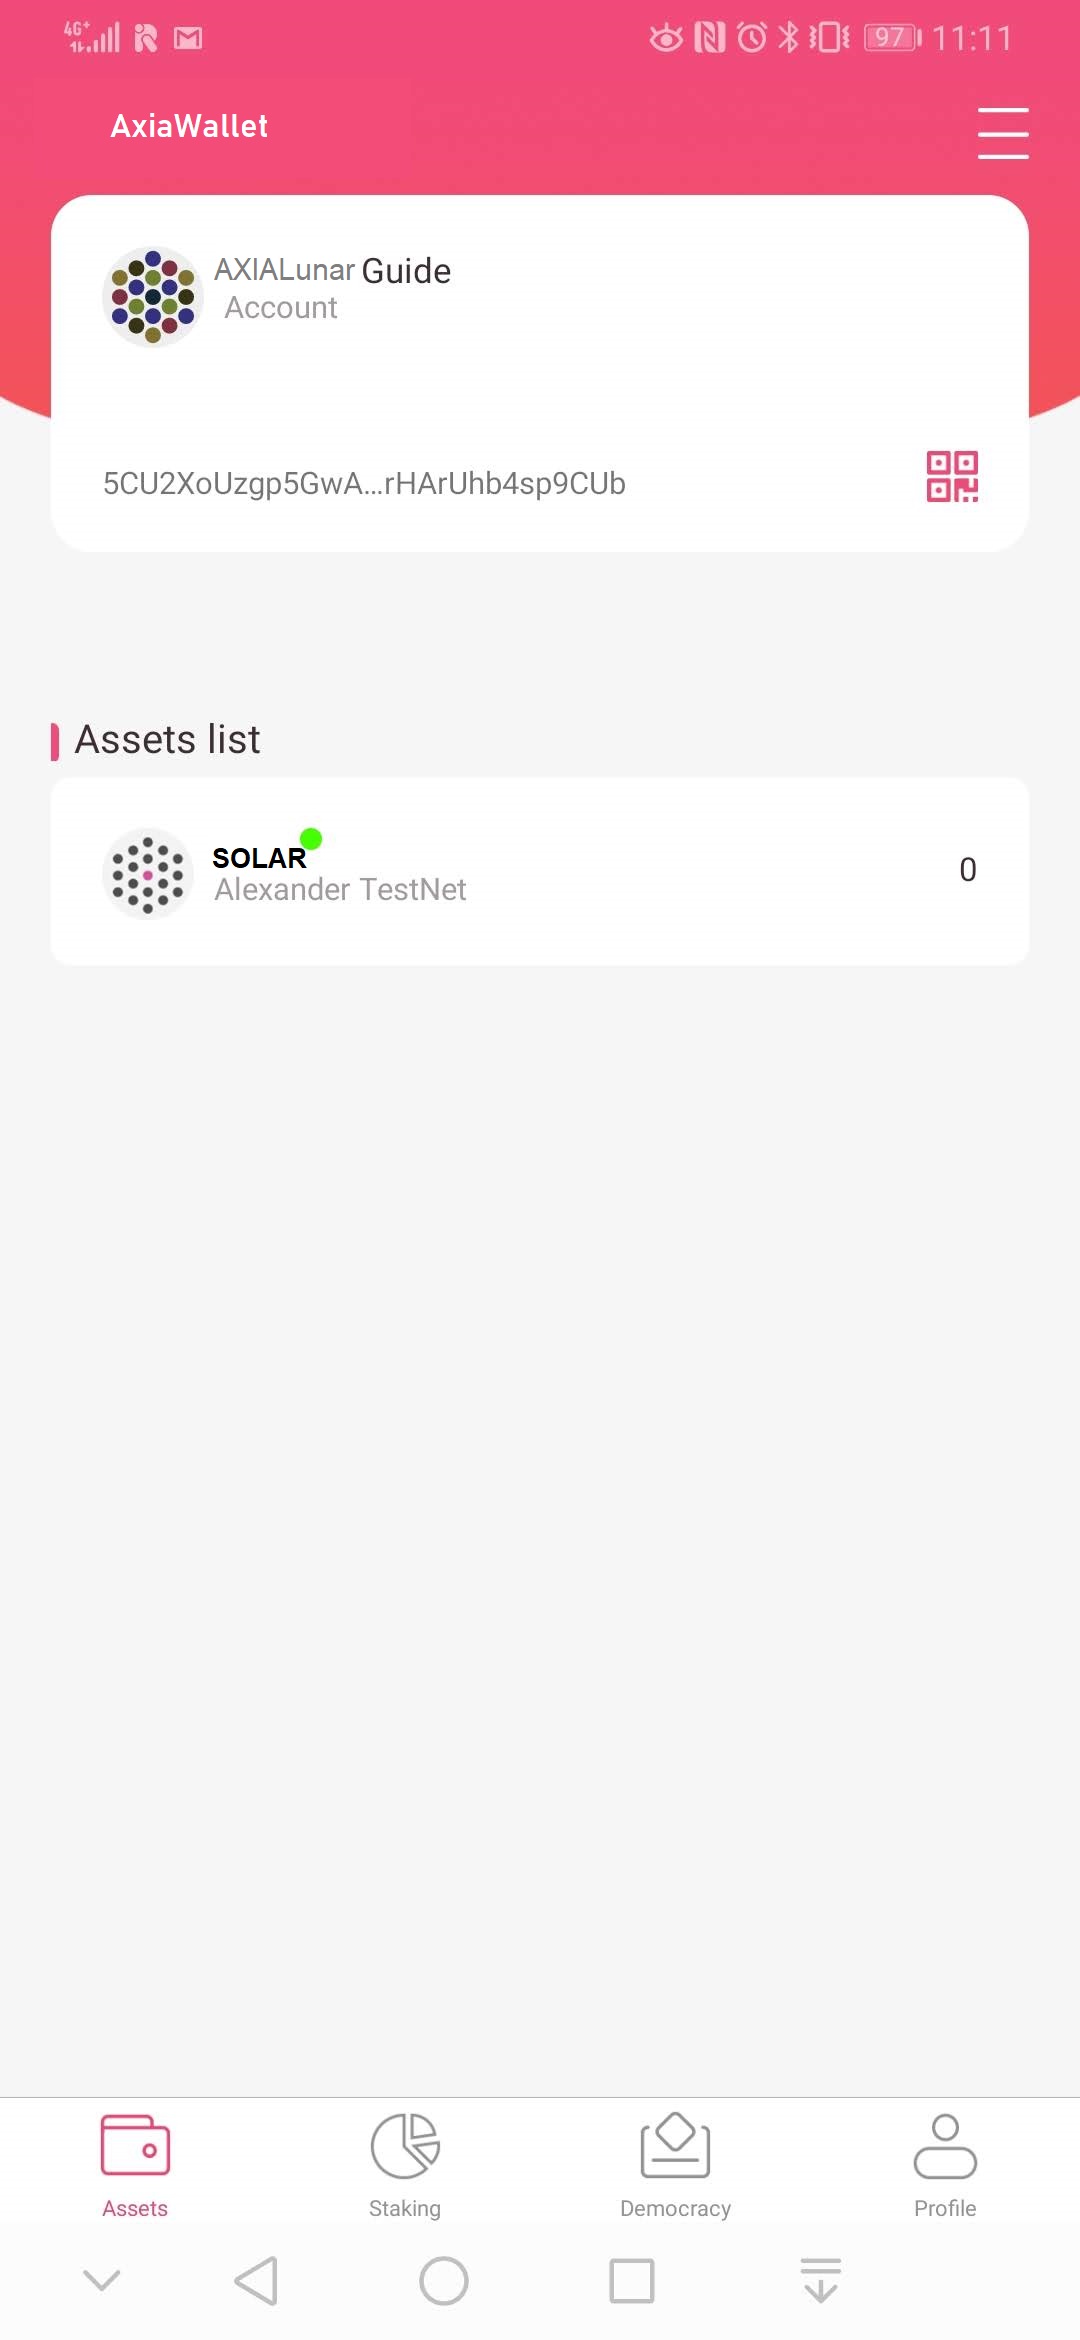 4G+ 97 11:11
AxiaWallet
AXIALunar Guide
Account
5CU2XoUzgp5GwA...rHArUhb4sp9CUb
Assets list
SOLAR
Alexander TestNet
0
Assets Staking Democracy Profile